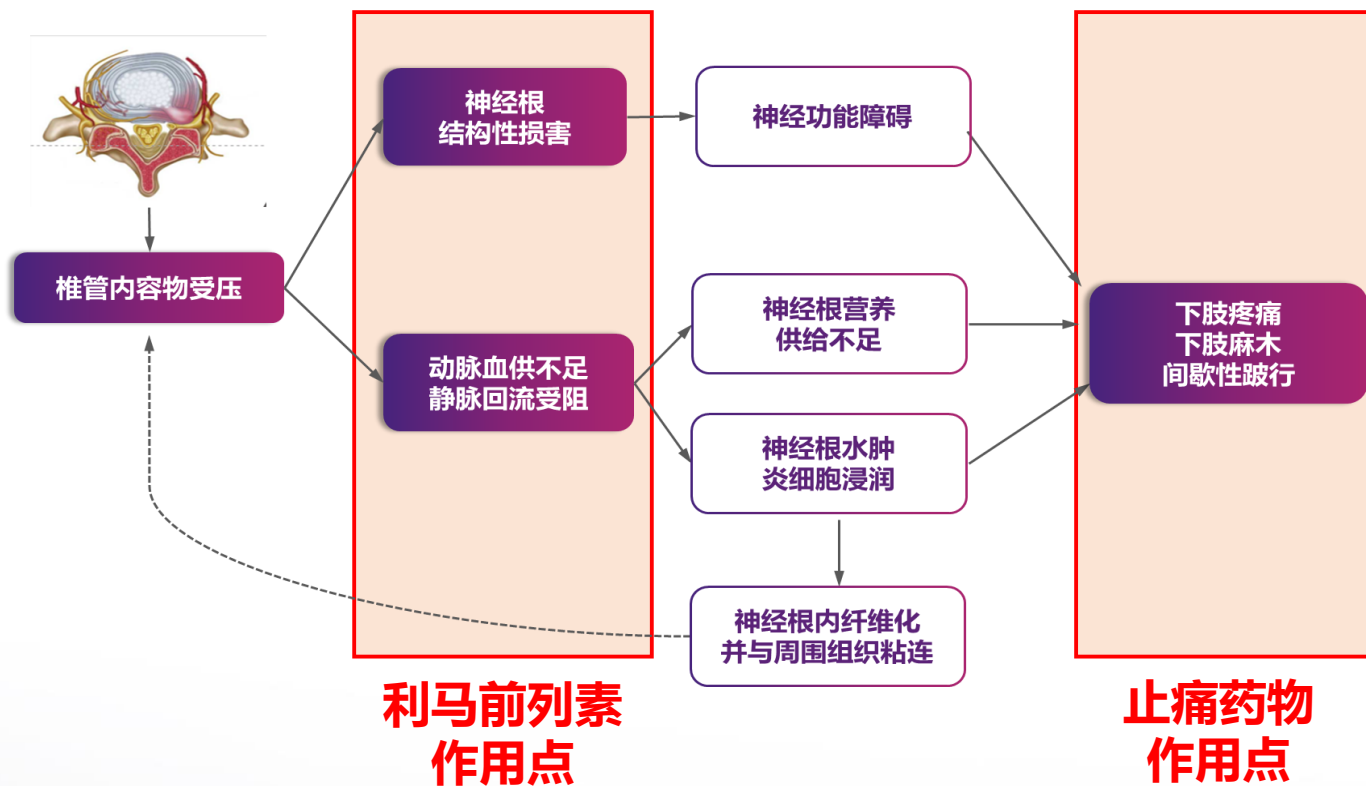 椎管内容物受压
神经根
结构性损害
动脉血供不足
静脉回流受阻
神经功能障碍
神经根营养
供给不足
神经根水肿
炎细胞浸润
神经根内纤维化
并与周围组织粘连
下肢疼痛
下肢麻木
间歇性跛行
利马前列素
作用点
止痛药物
作用点